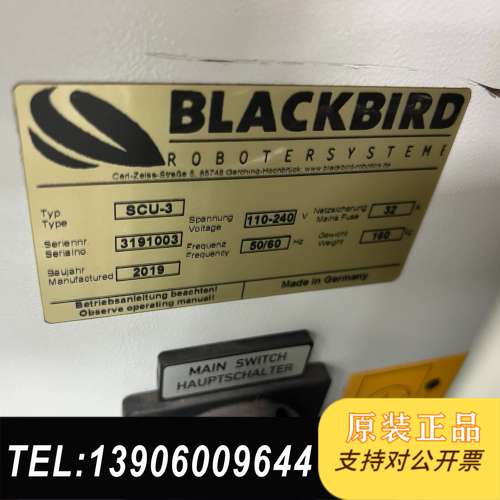 BLACKBIRD
ROBOTERSYSTEME
Carl-Zeiss-Straße 5, 85748 Garching-Hochbrück; www.blackbird-robotics.de
Typ SCU-3 Spannung 110-240 V Netzsicherung 32 A
Type Voltage Mains Fuse
Seriennr. 3191003 Frequenz 50/60 Hz Gewicht 160 kg
Serialno. Frequency Weight
Baujahr 2019
Manufactured
Betriebsanleitung beachten! Made in Germany
Observe operating manual!
MAIN SWITCH
HAUPTSCHALTER
TEL:13906009644
原装正品
支持对公开票